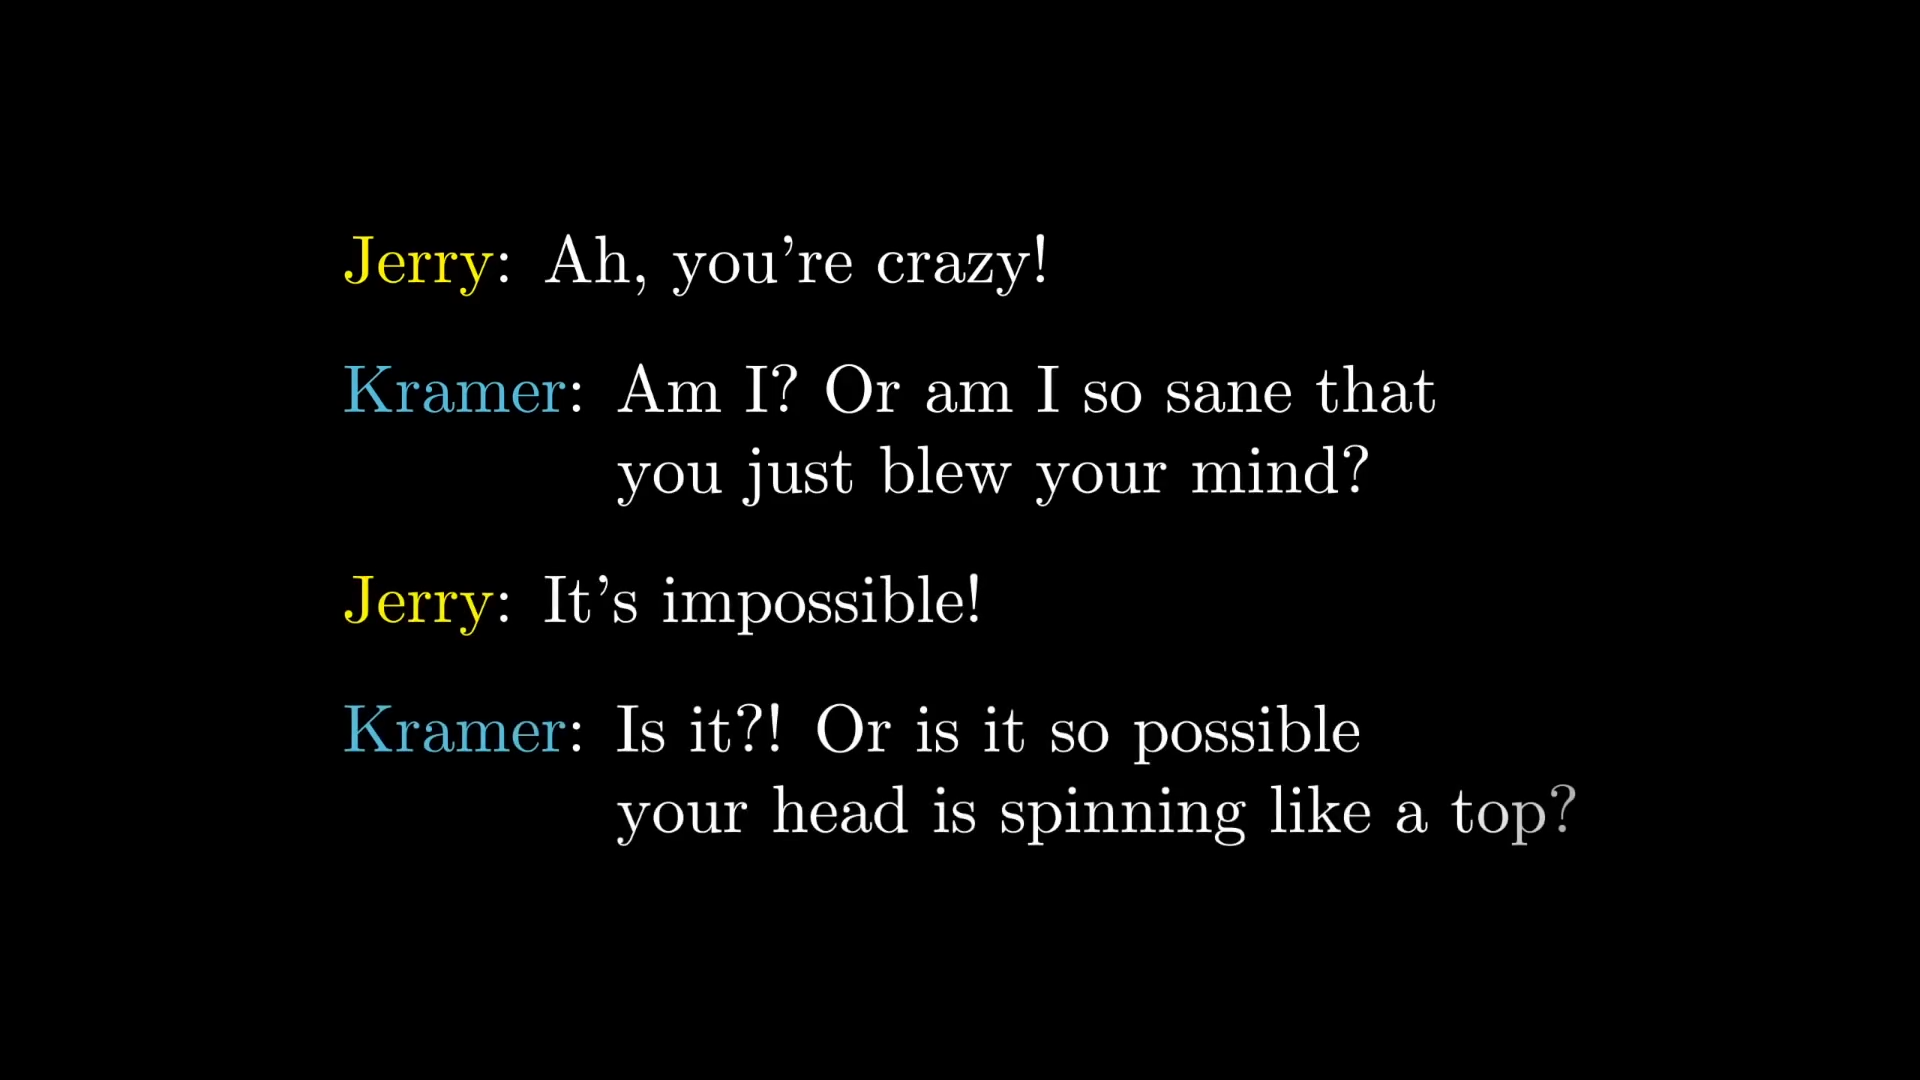 Jerry: Ah, you're crazy!
Kramer: Am I? Or am I so sane that
you just blew your mind?
Jerry: It's impossible!
Kramer: Is it?! Or is it so possible
your head is spinning like a top?